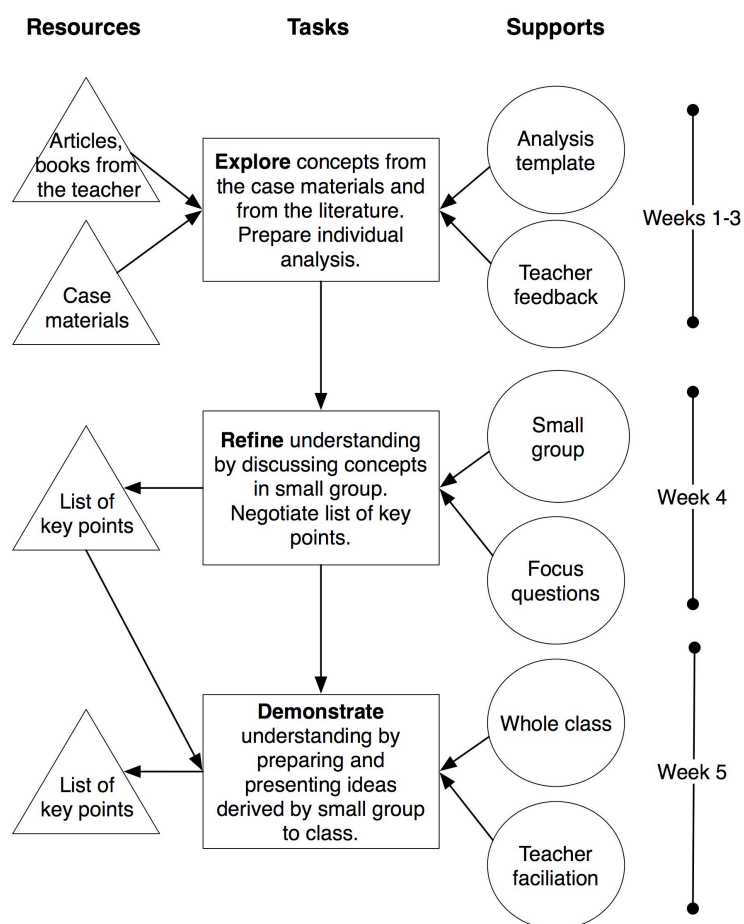 Resources
Tasks
Supports
Articles,
books from
the teacher
Case
materials
Explore concepts from
the case materials and
from the literature.
Prepare individual
analysis.
Analysis
template
Teacher
feedback
Weeks 1-3
List of
key points
Refine understanding
by discussing concepts
in small group.
Negotiate list of key
points.
Small
group
Focus
questions
Week 4
List of
key points
Demonstrate
understanding by
preparing and
presenting ideas
derived by small group
to class.
Whole class
Teacher
faciliation
Week 5